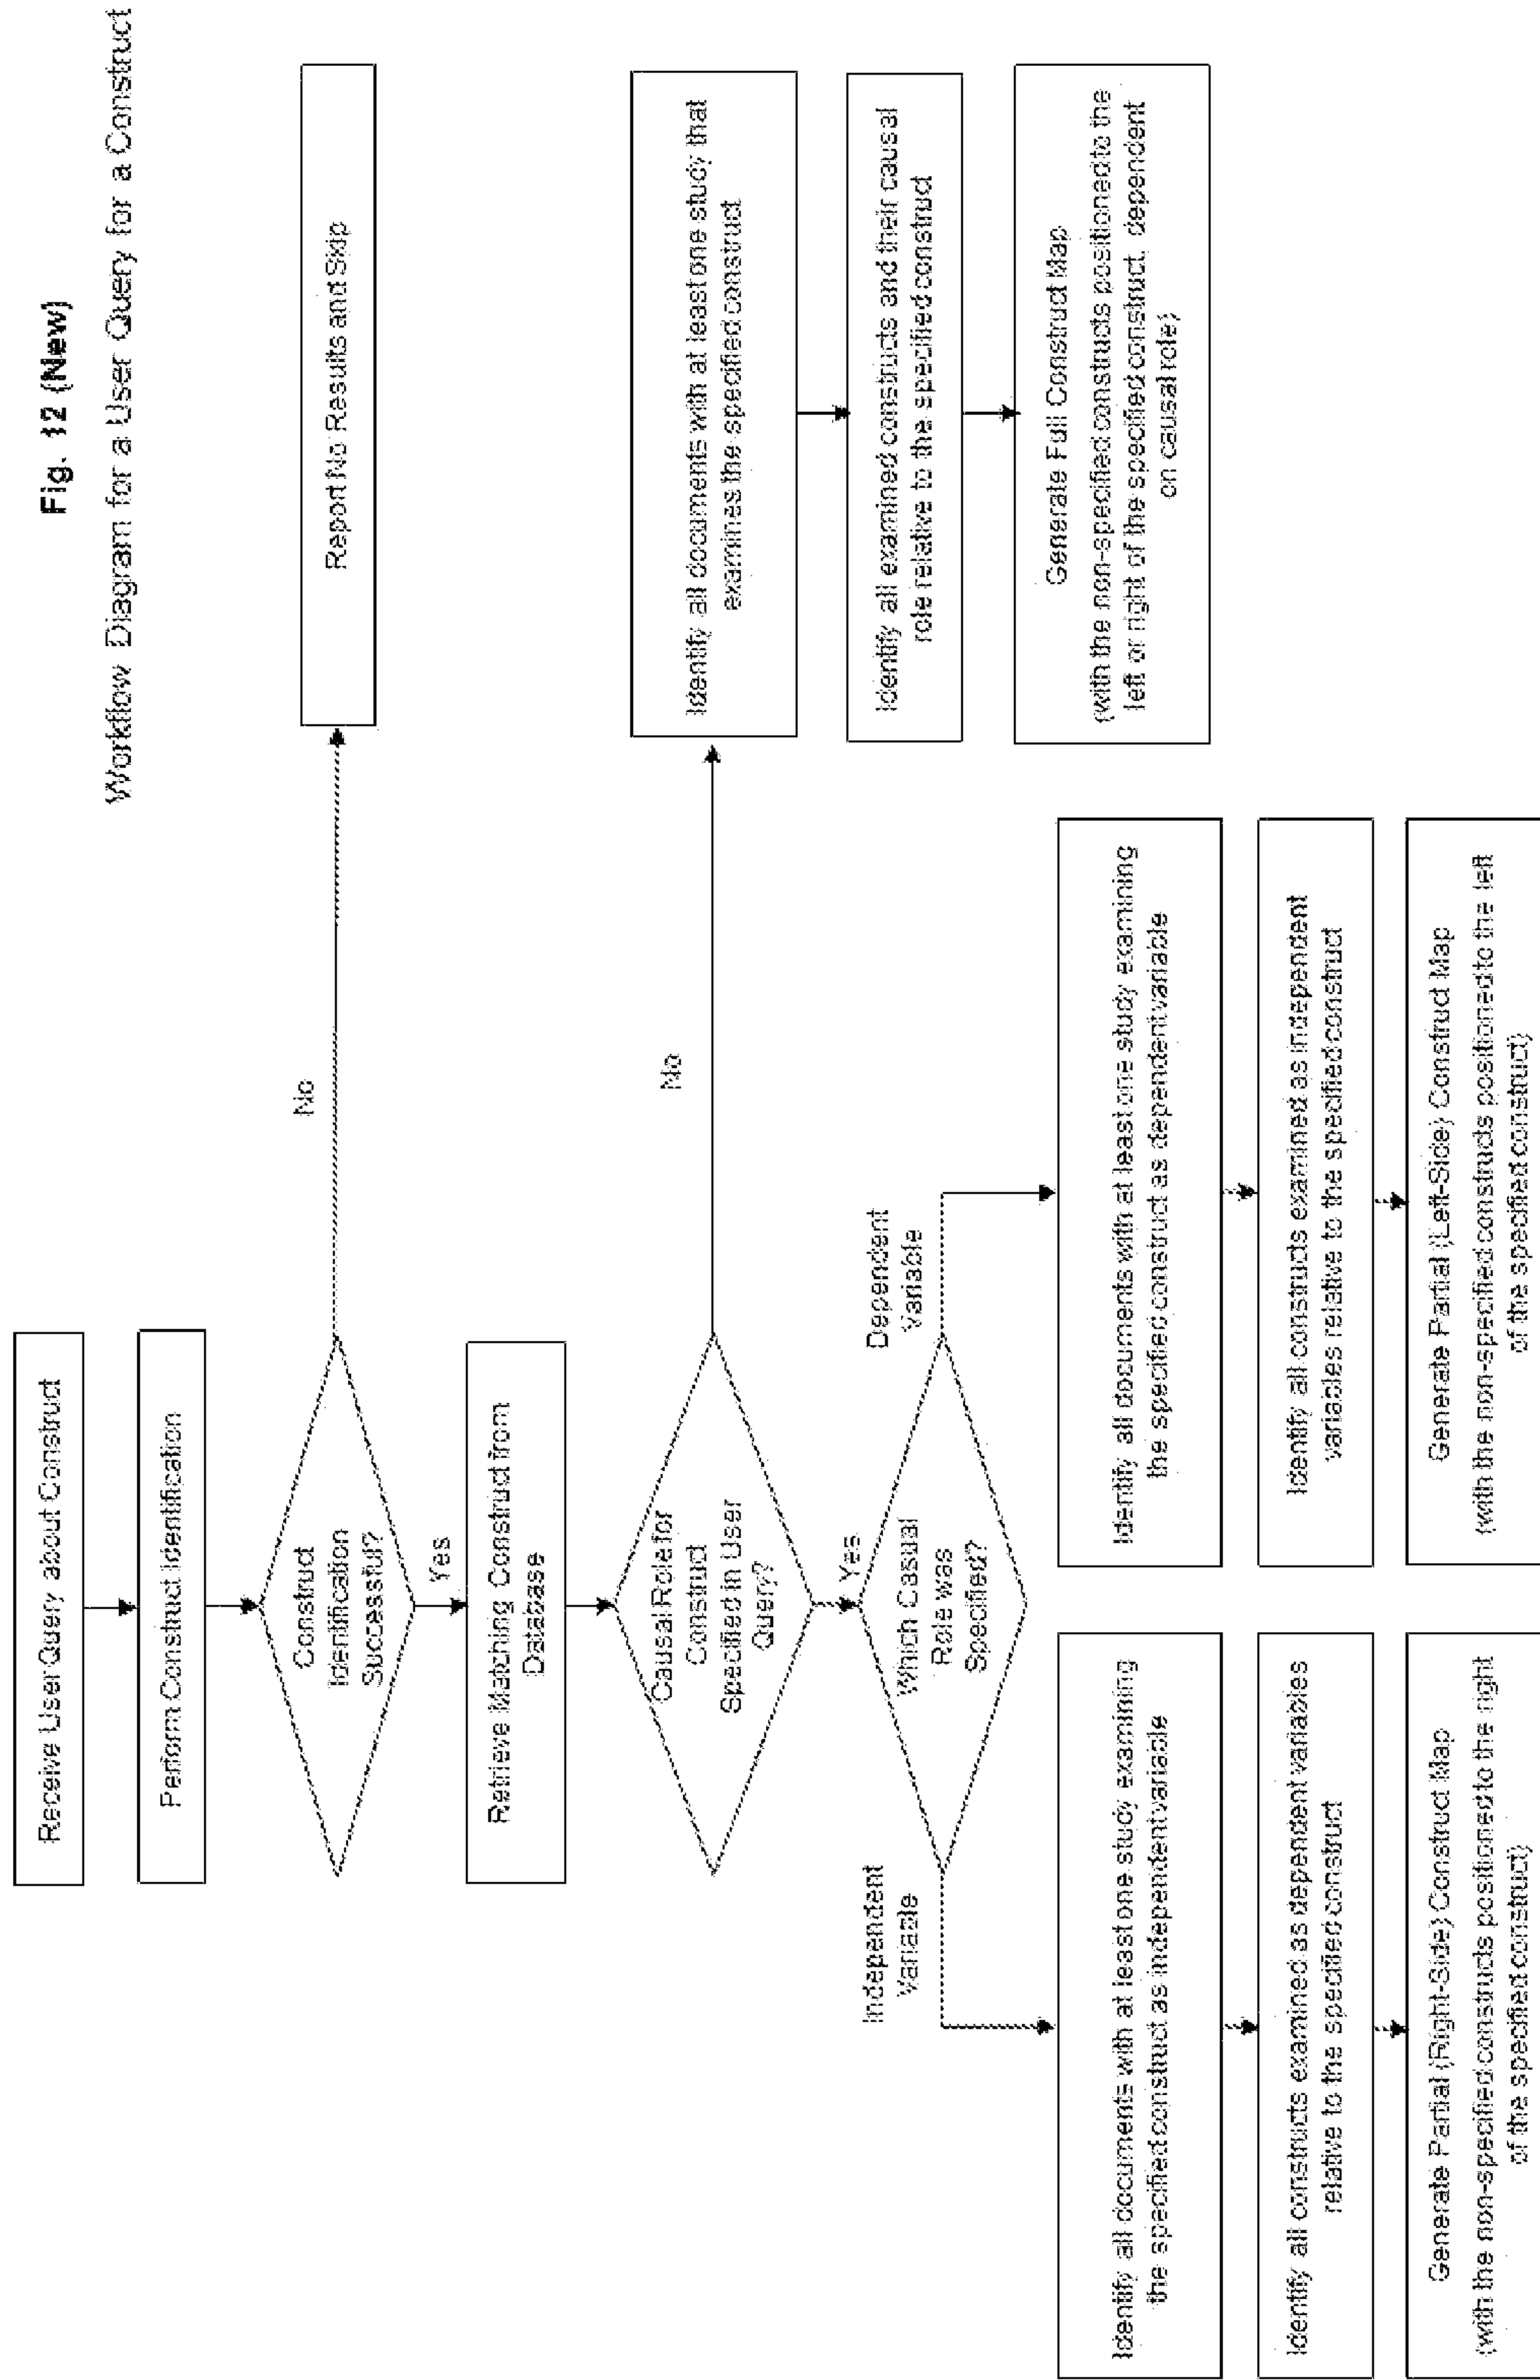 Fig. 12 (New)
Workflow Diagram for a User Query for a Construct
Receive User Query about Construct
Perform Construct Identification
Construct
Identification
Successful?
No
Report No Results and Skip
Yes
Retrieve Matching Construct from
Database
Causal Role for
Construct
Specified in User
Query?
No
Identify all documents with at least one study that
examines the specified construct
Identify all examined constructs and their causal
role relative to the specified construct
Generate Full Construct Map
(with the non-specified constructs positioned to the
left or right of the specified construct, dependent
on causal role)
Yes
Which Casual
Role was
Specified?
Independent
Variable
Dependent
Variable
Identify all documents with at least one study examining
the specified construct as independent variable
Identify all constructs examined as dependent variables
relative to the specified construct
Generate Partial (Right-Side) Construct Map
(with the non-specified constructs positioned to the right
of the specified construct)
Identify all documents with at least one study examining
the specified construct as dependent variable
Identify all constructs examined as independent
variables relative to the specified construct
Generate Partial (Left-Side) Construct Map
(with the non-specified constructs positioned to the left
of the specified construct)